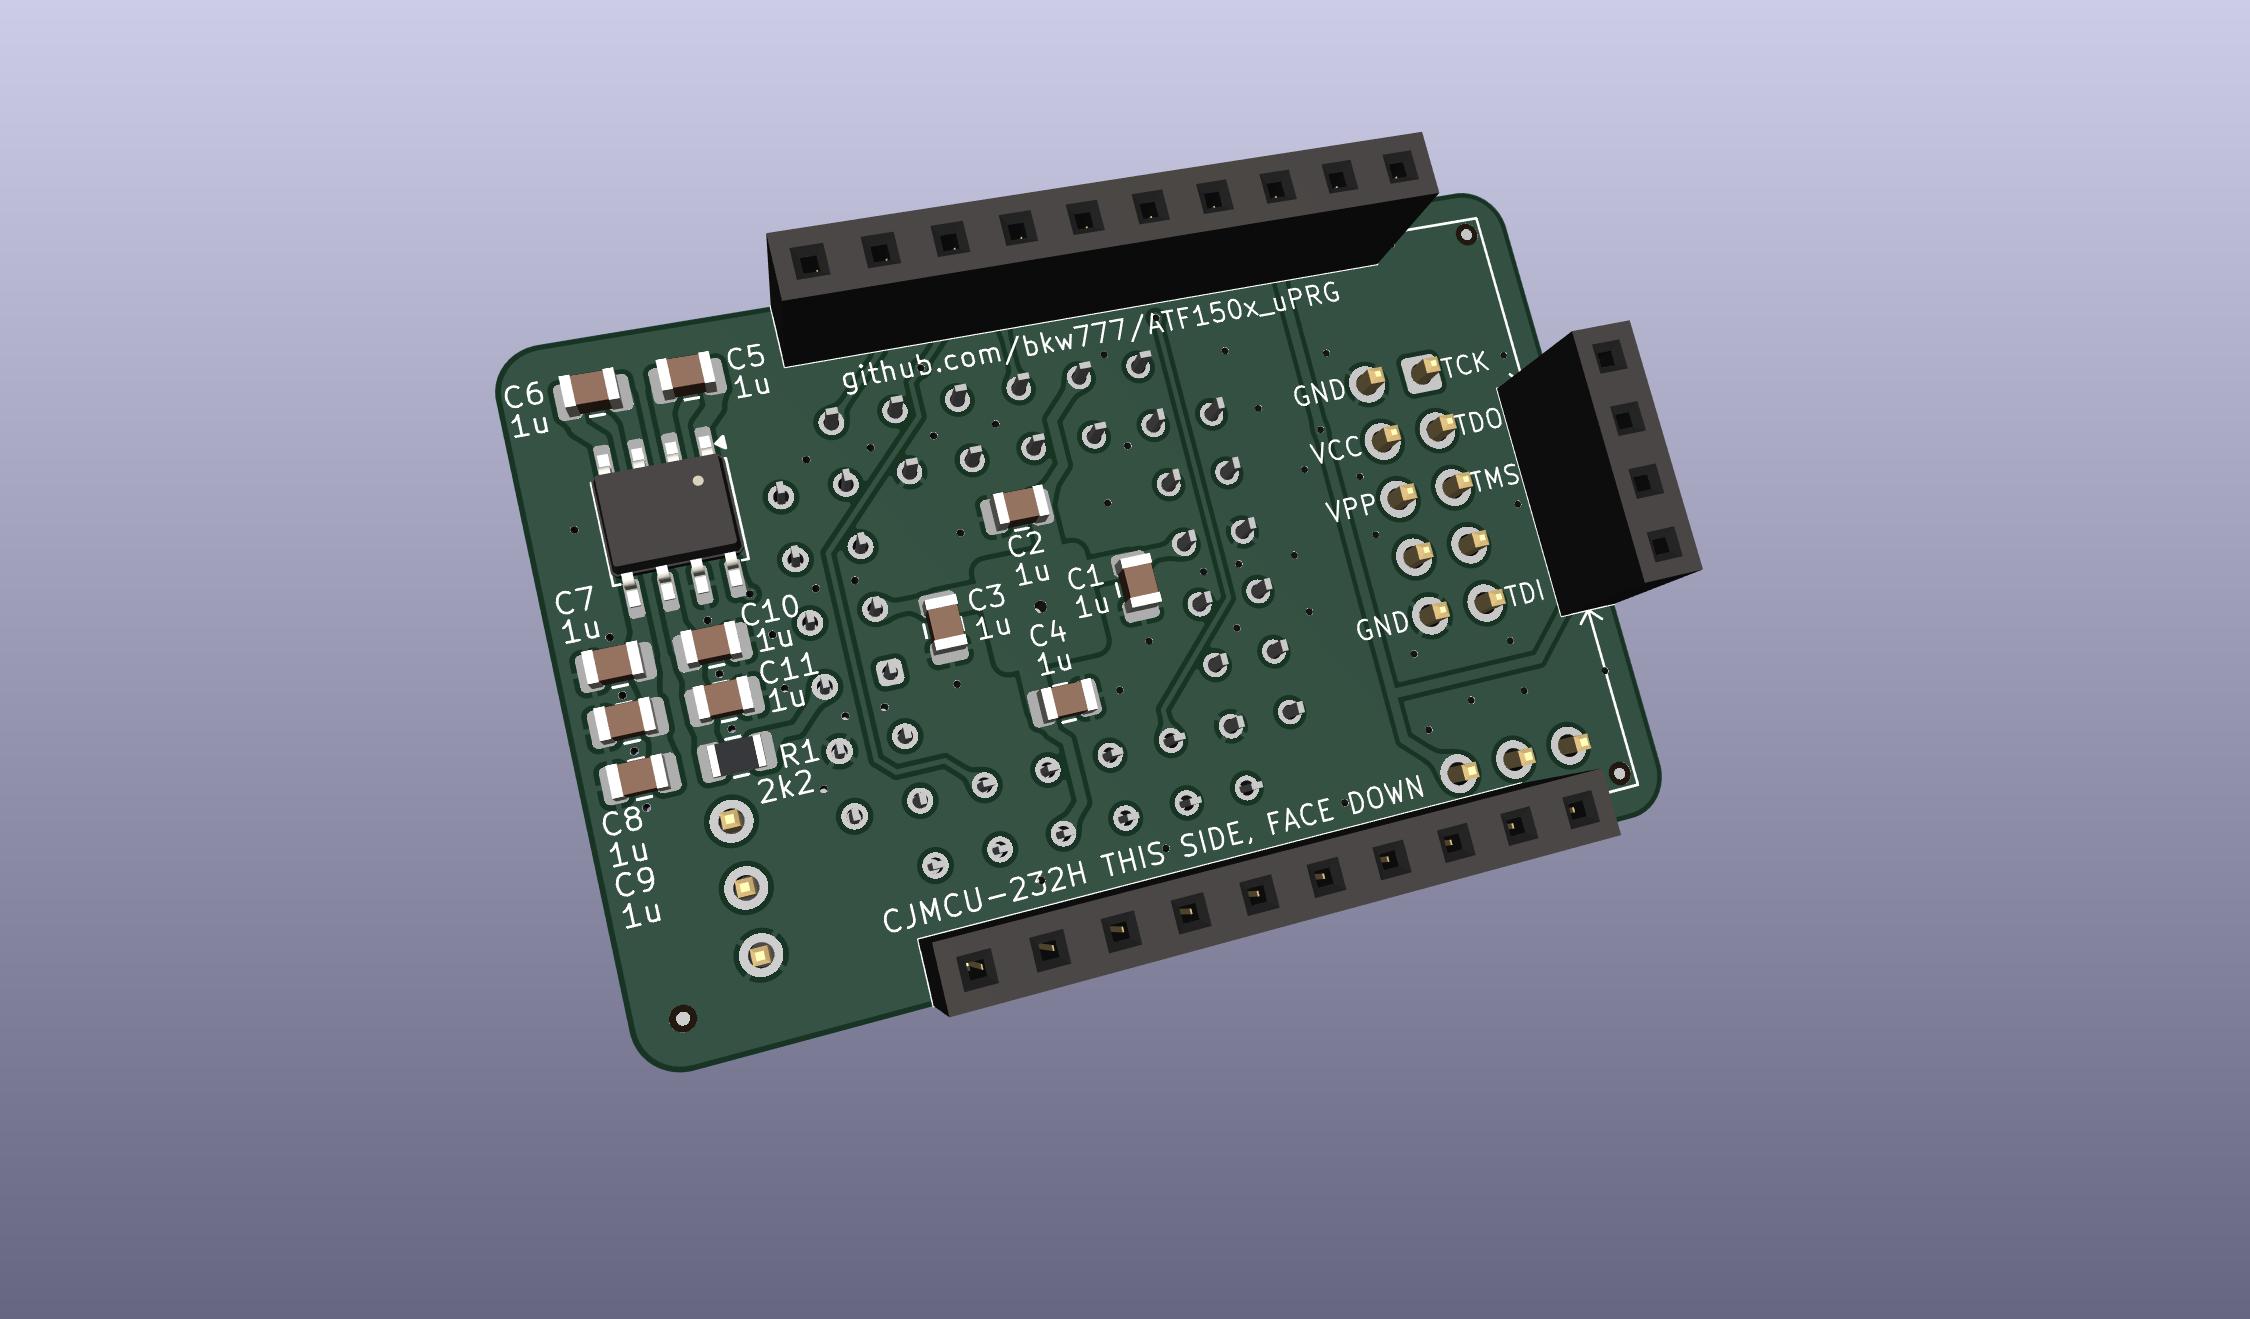 github.com/bkw777/ATF150x_uPRG
C5
1u
C6
1u
GND
TCK
VCC
TDO
VPP
TMS
GND
TDI
C2
1u
C1
1u
C3
1u
C4
1u
C7
1u
C10
1u
C11
1u
R1
2k2
C8
1u
C9
1u
CJMCU-232H THIS SIDE, FACE DOWN